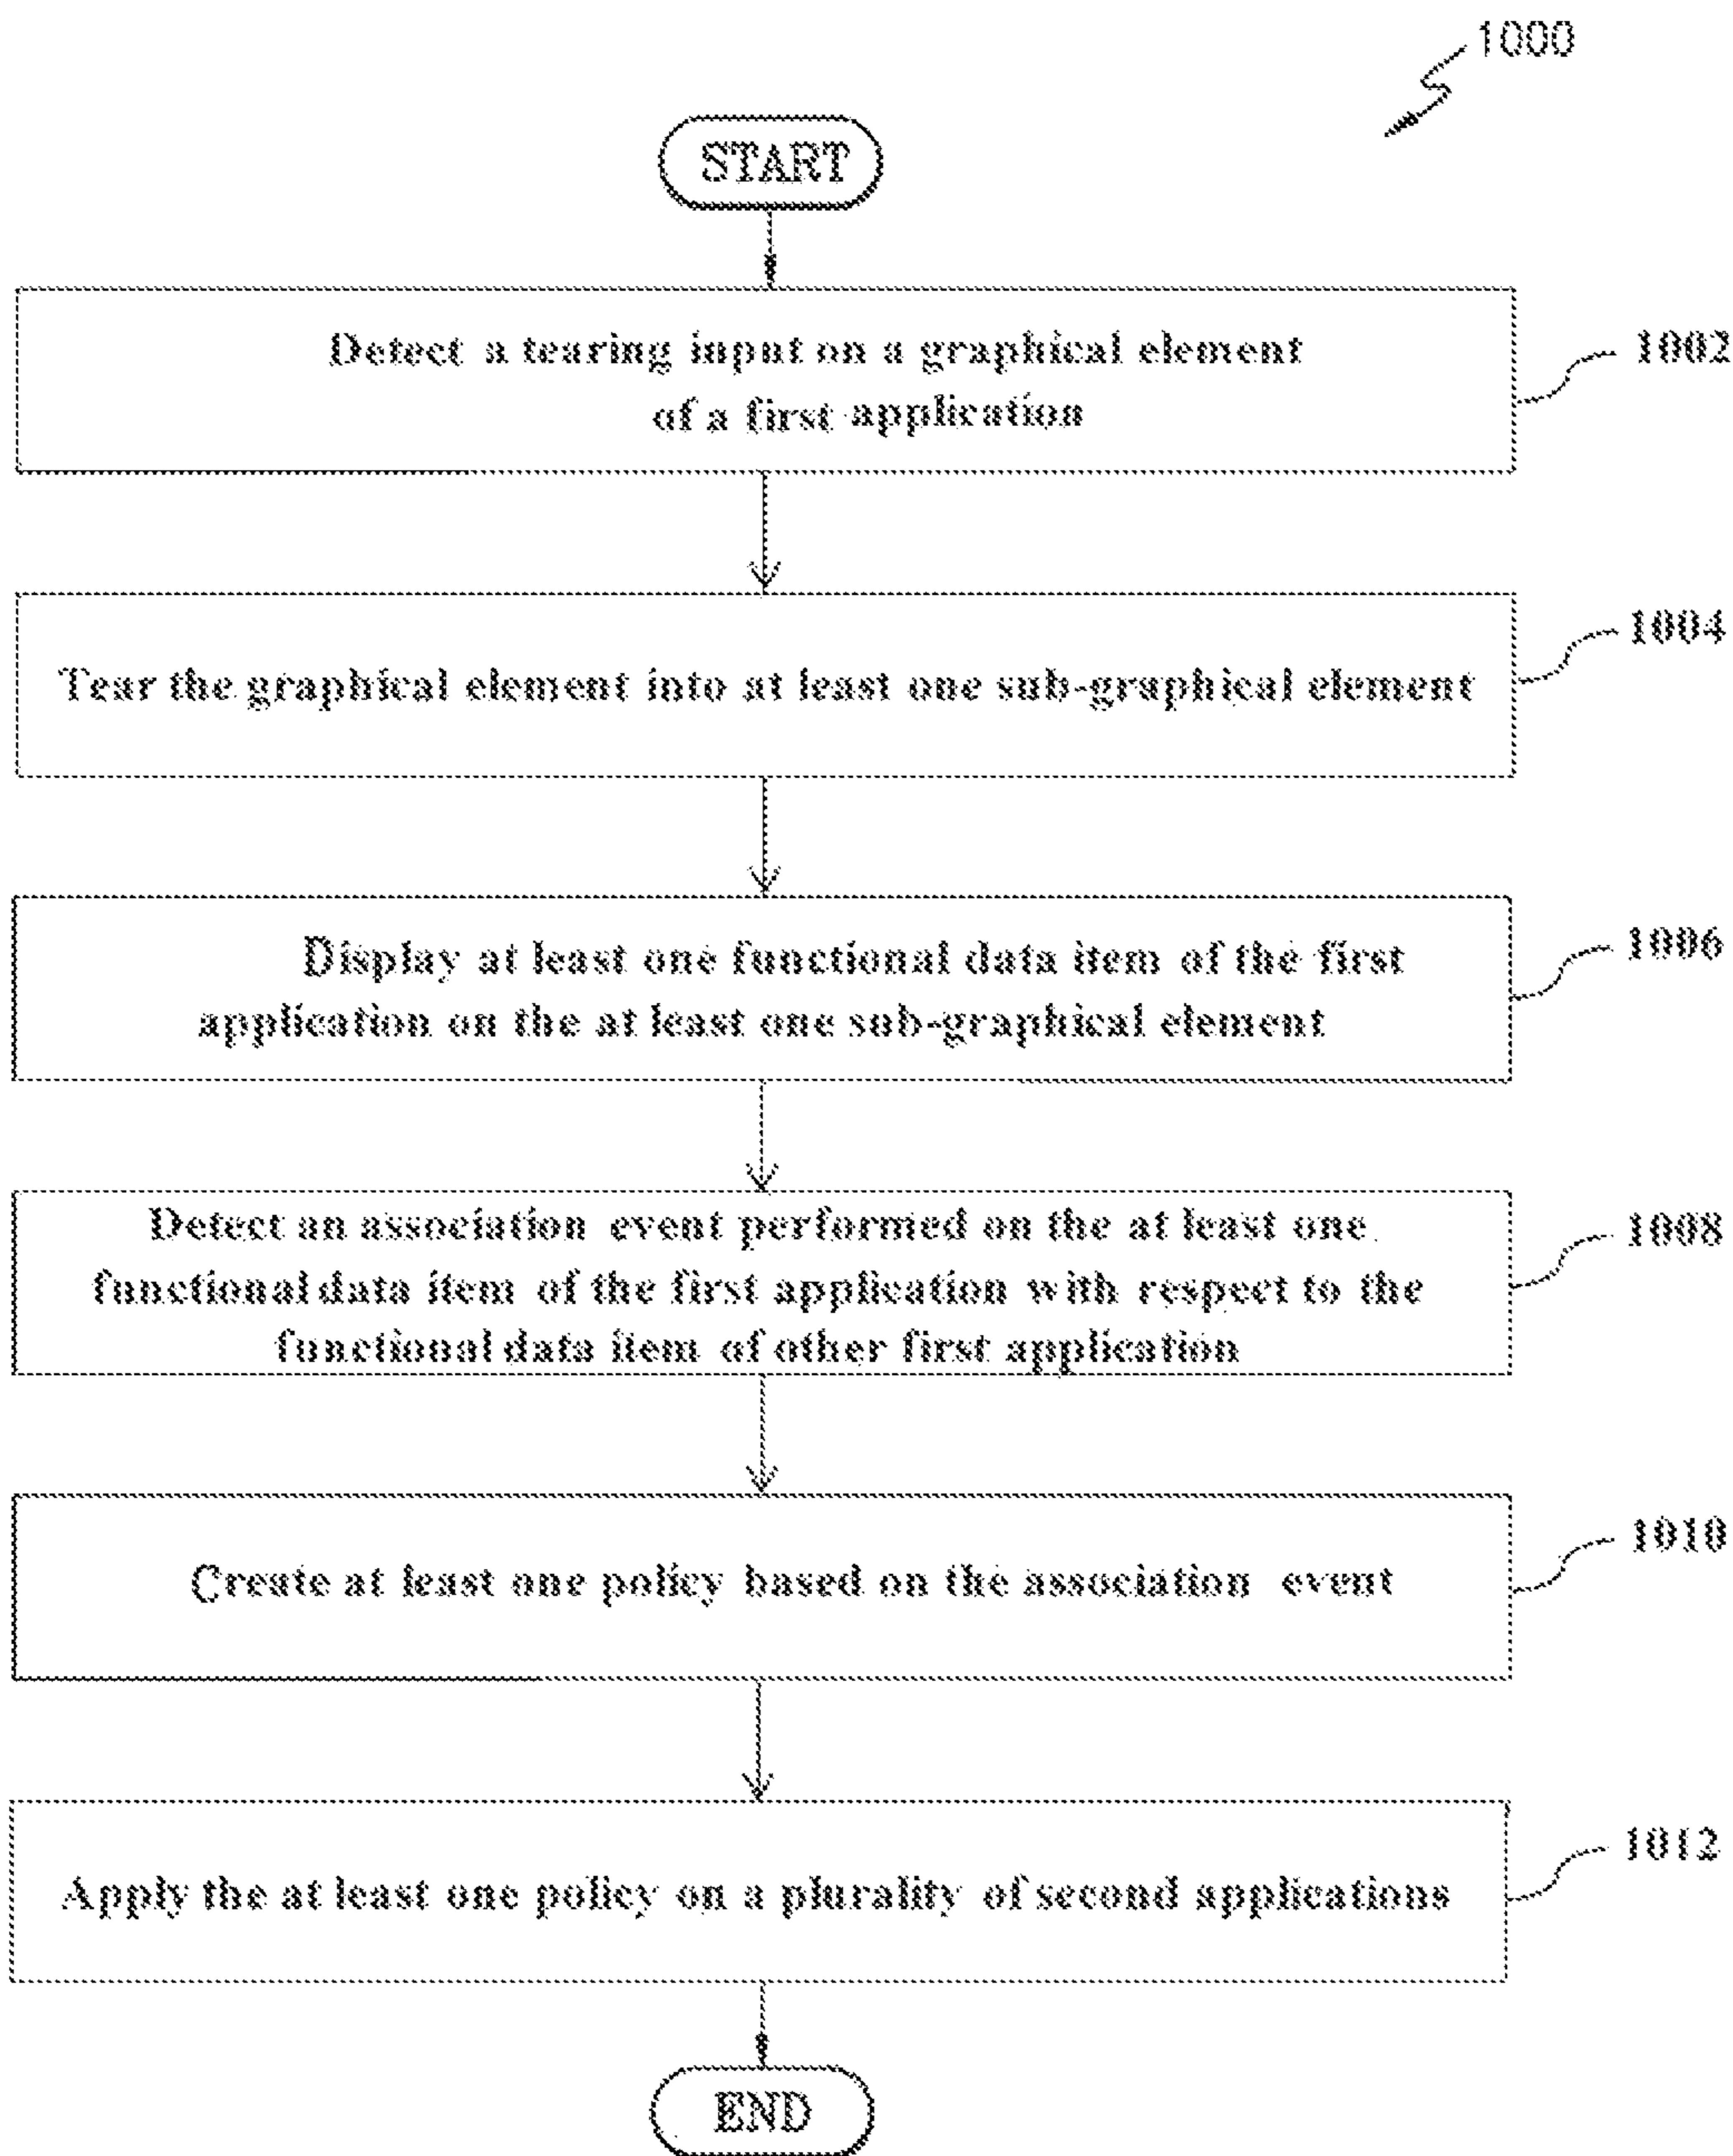 1000
START
Detect a tearing input on a graphical element
of a first application
1002
Tear the graphical element into at least one sub-graphical element
1004
Display at least one functional data item of the first
application on the at least one sub-graphical element
1006
Detect an association event performed on the at least one
functional data item of the first application with respect to the
functional data item of other first application
1008
Create at least one policy based on the association event
1010
Apply the at least one policy on a plurality of second applications
1012
END